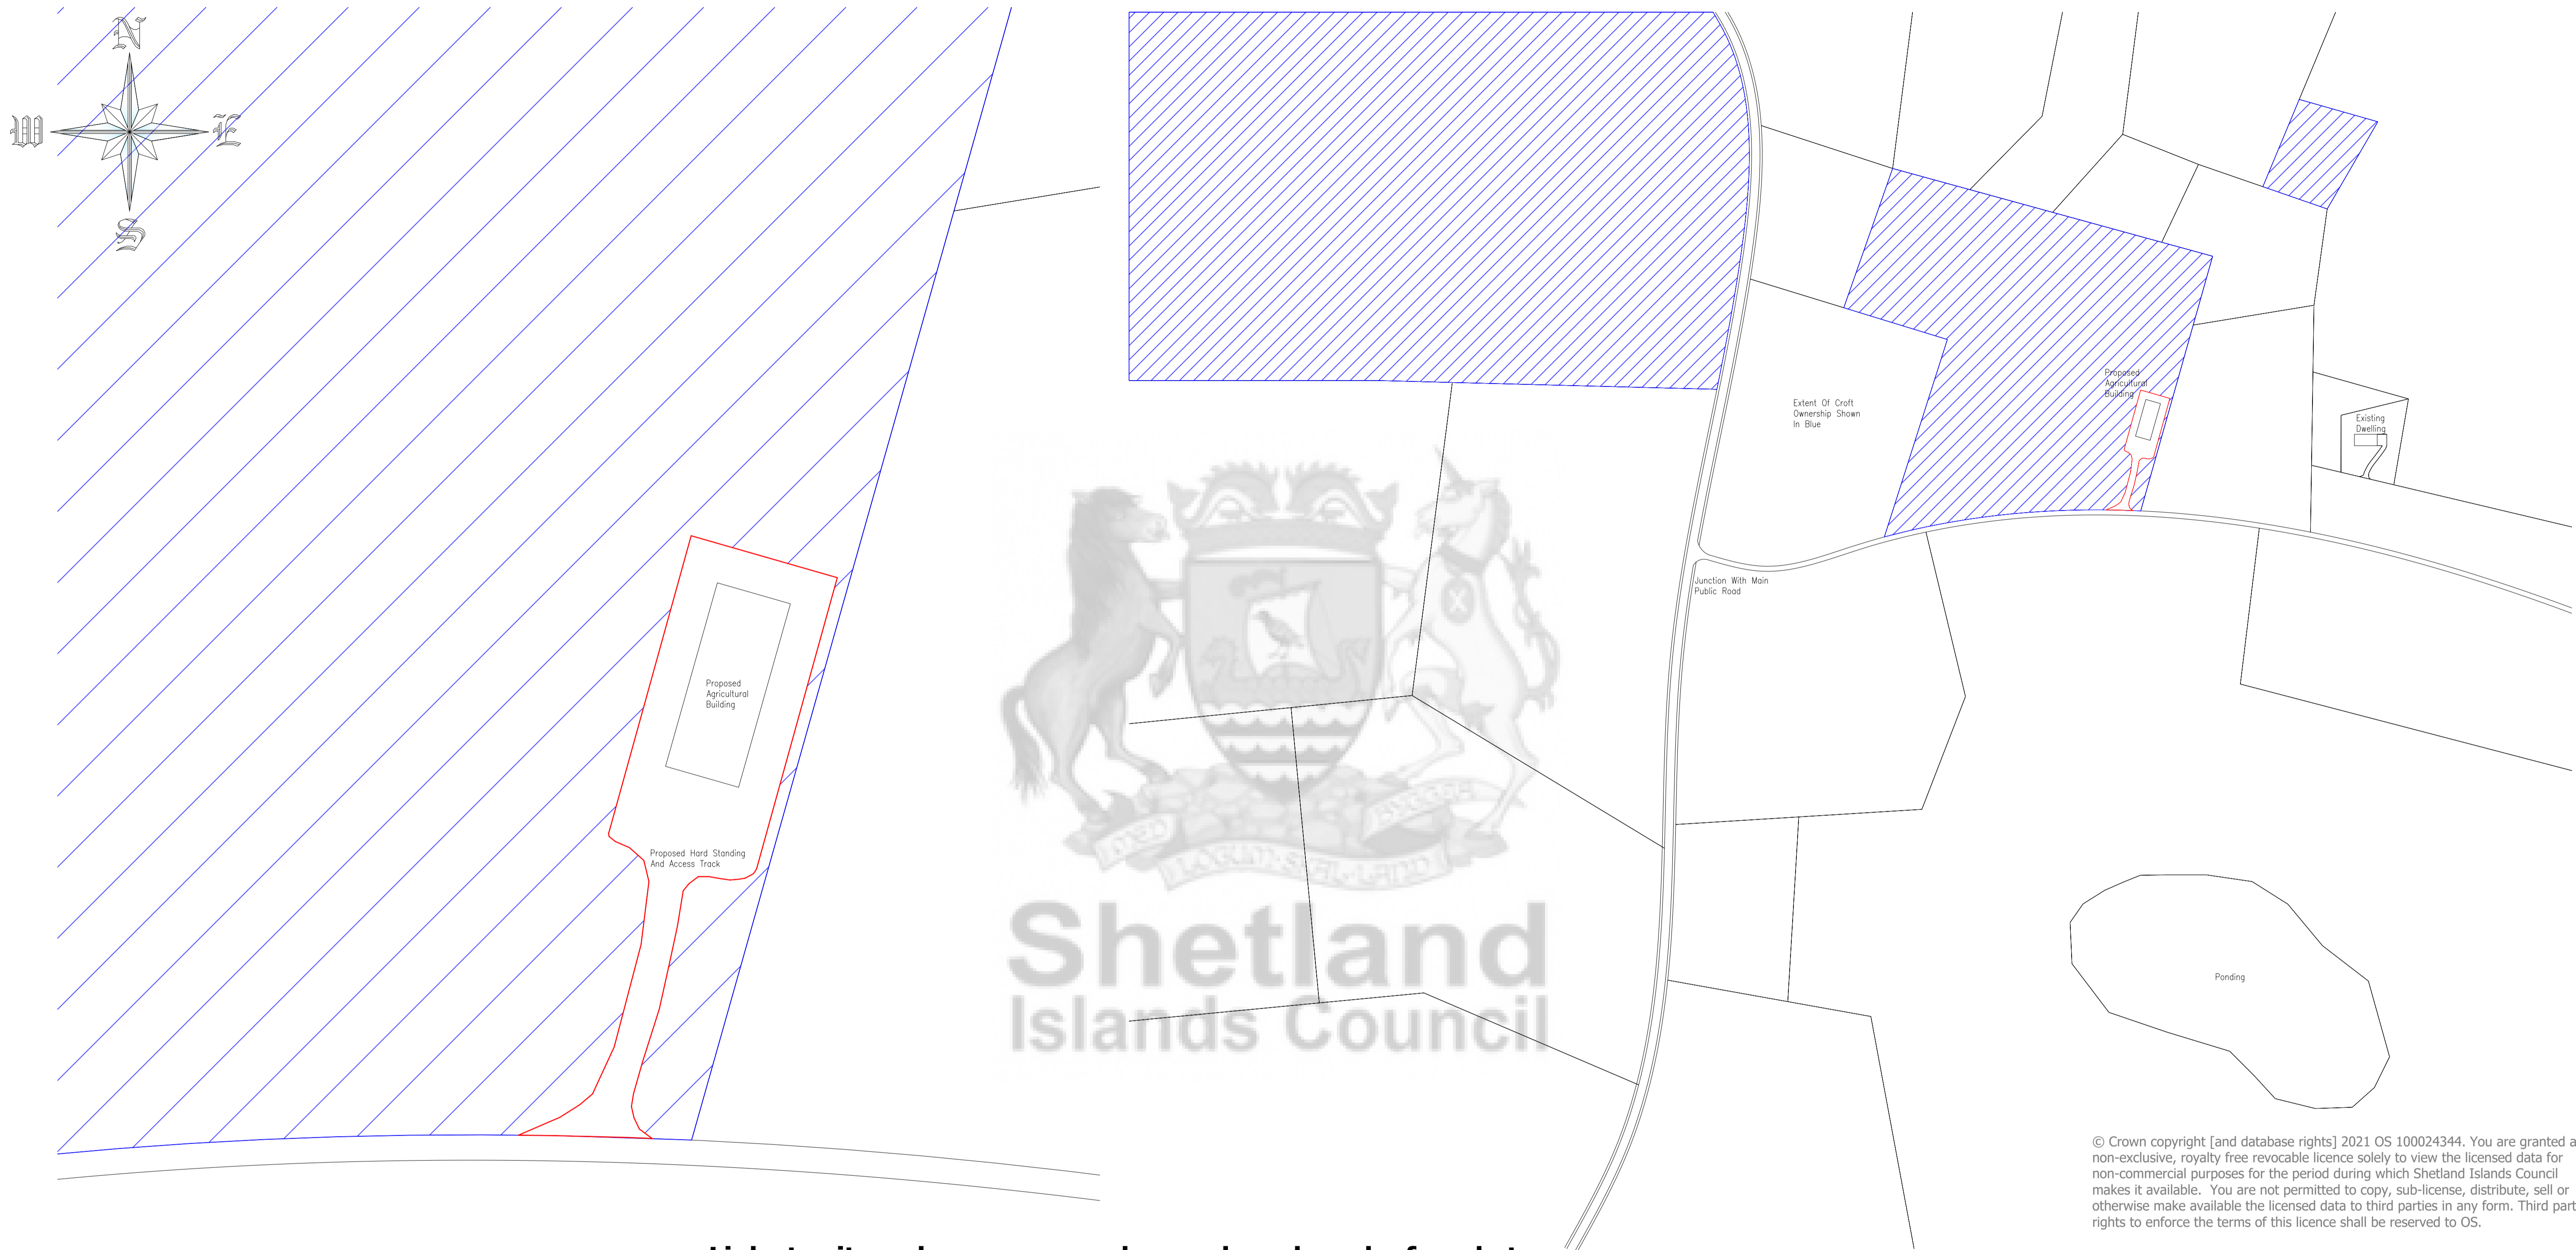 N
W
E
S
Proposed
Agricultural
Building
Proposed Hard Standing
And Access Track
Extent Of Croft
Ownership Shown
In Blue
Proposed
Agricultural
Building
Existing
Dwelling
Junction With Main
Public Road
Ponding
Shetland
Islands Council
© Crown copyright [and database rights] 2021 OS 100024344. You are granted a
non-exclusive, royalty free revocable licence solely to view the licensed data for
non-commercial purposes for the period during which Shetland Islands Council
makes it available. You are not permitted to copy, sub-license, distribute, sell or
otherwise make available the licensed data to third parties in any form. Third part
rights to enforce the terms of this licence shall be reserved to OS.